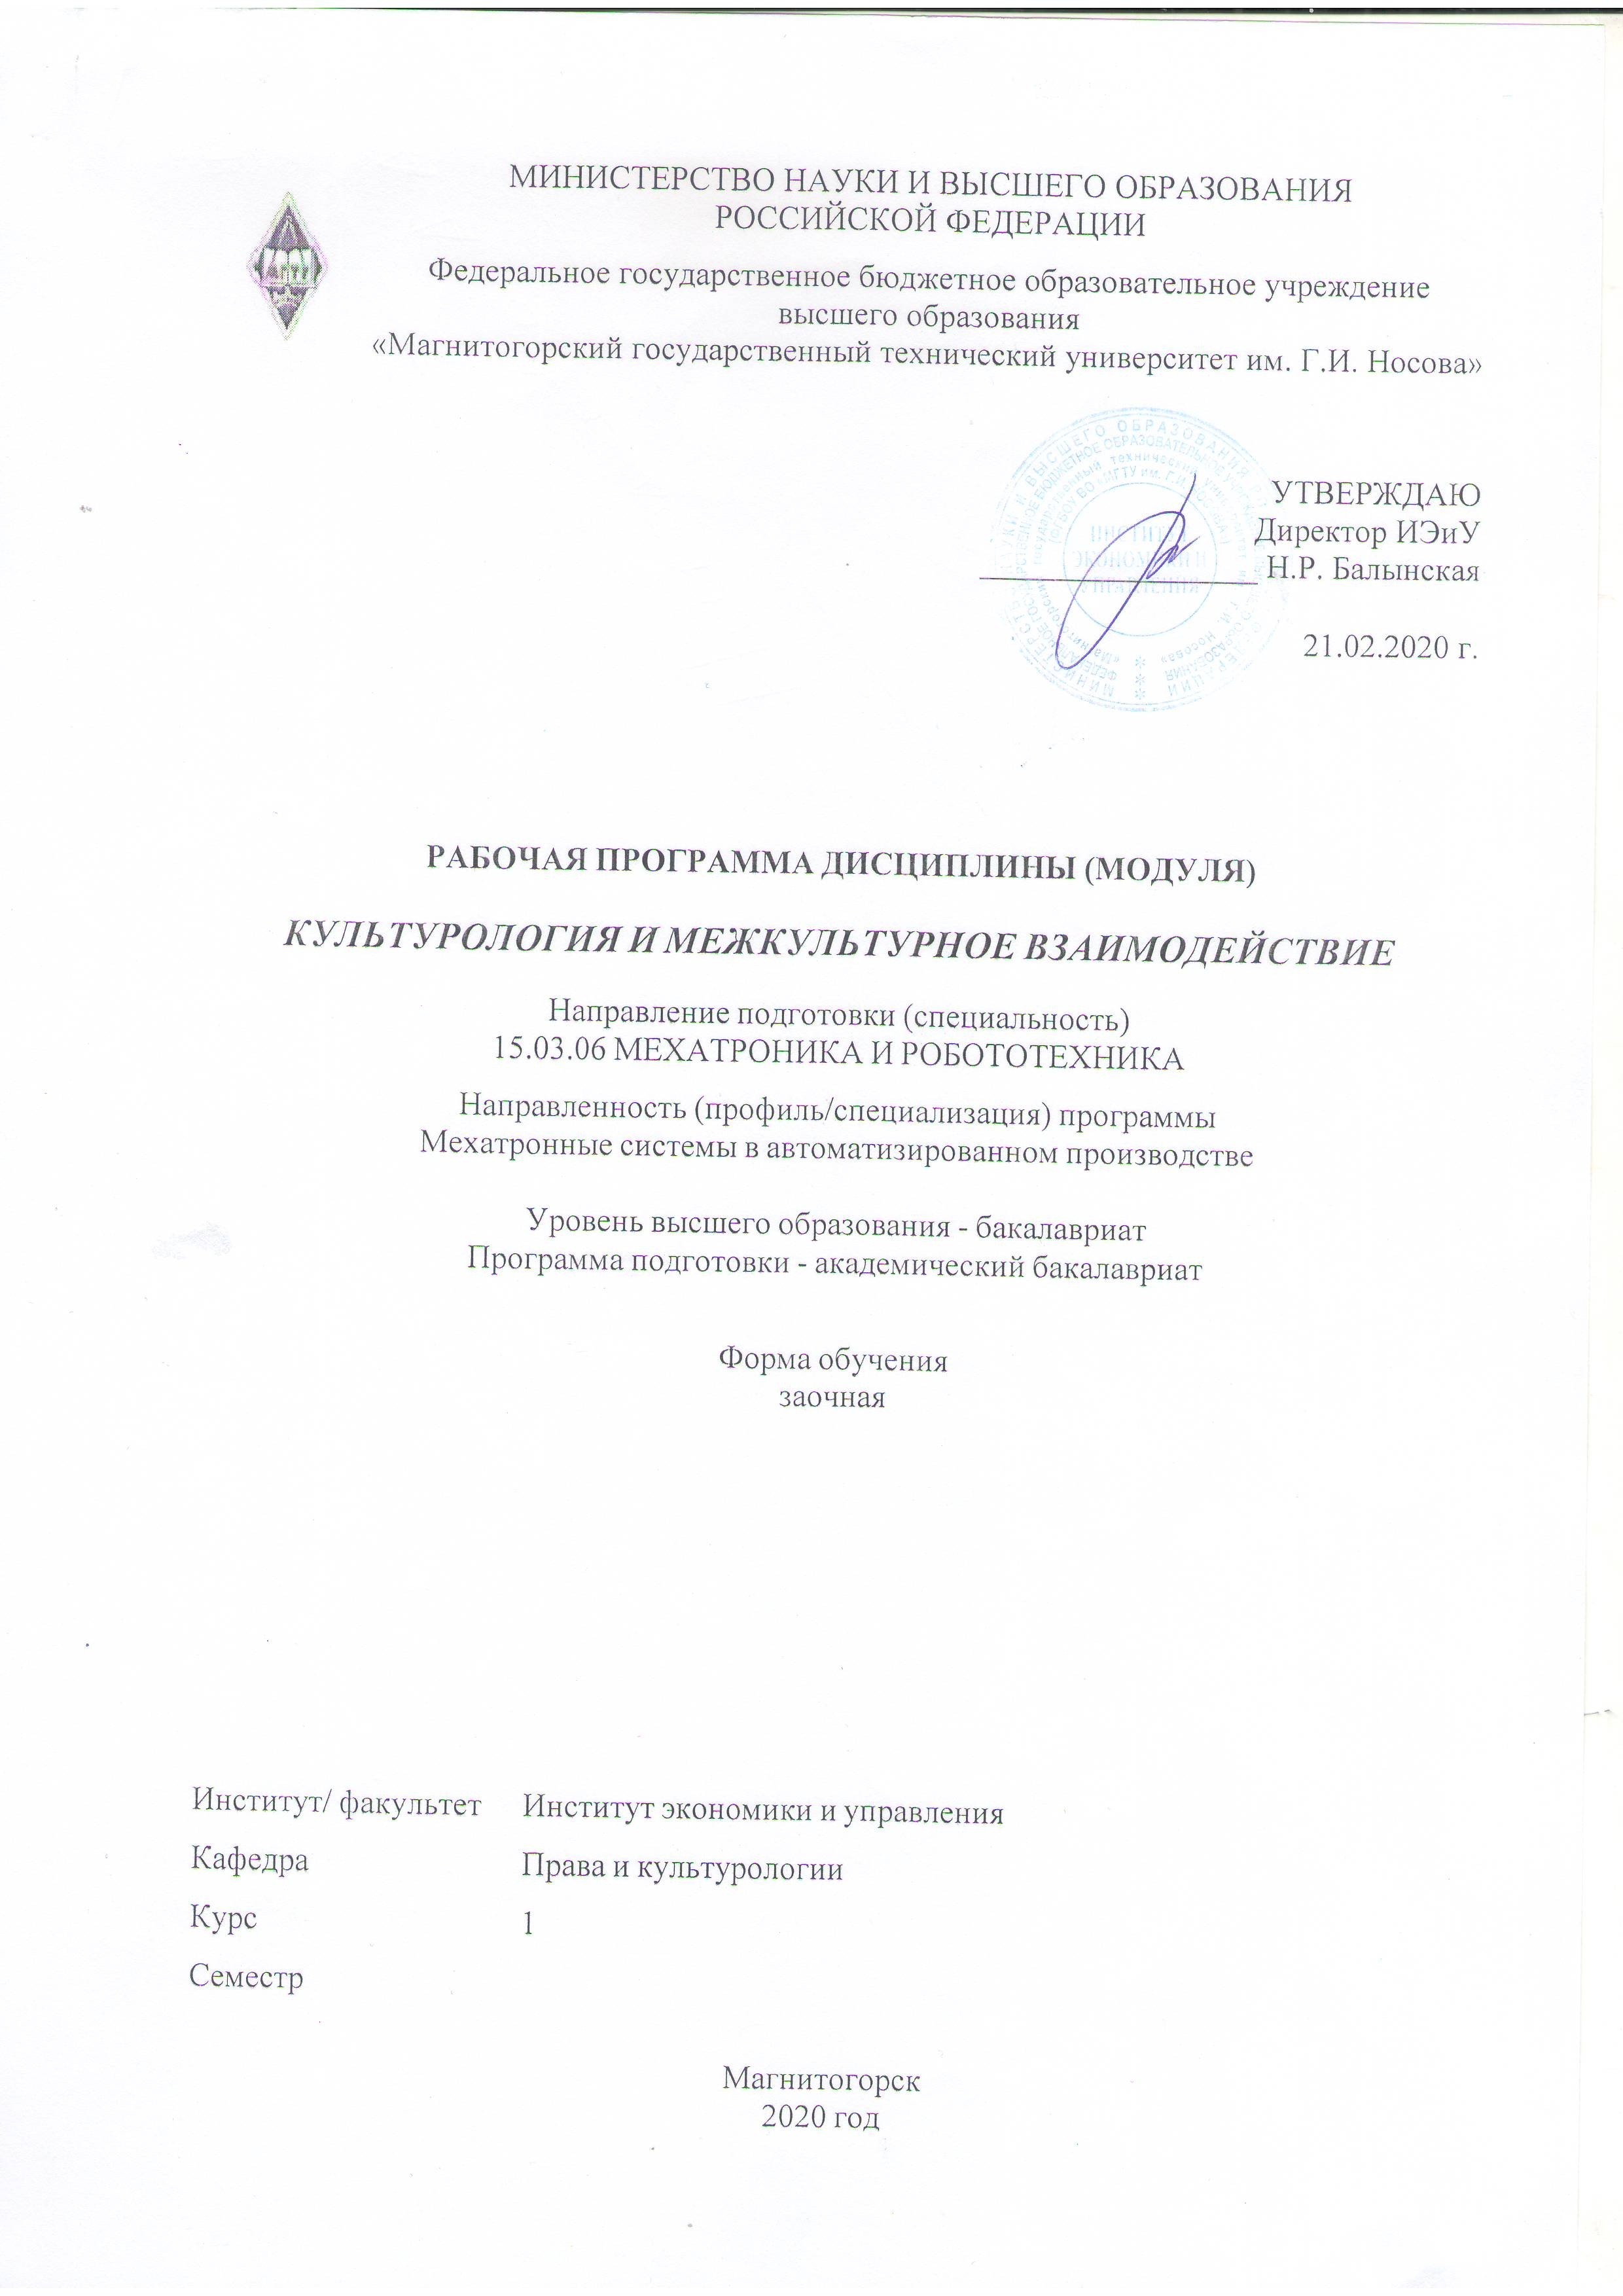 МИНИСТЕРСТВО НАУКИ И ВЫСШЕГО ОБРАЗОВАНИЯ
РОССИЙСКОЙ ФЕДЕРАЦИИ
Федеральное государственное бюджетное образовательное учреждение
высшего образования
«Магнитогорский государственный технический университет им. Г.И. Носова»
УТВЕРЖДАЮ
Директор ИЭиУ
Н.Р. Балынская
ИНСТИТУТ
ЭКОНОМИКИ И
УПРАВЛЕНИЯ
21.02.2020 г.
РАБОЧАЯ ПРОГРАММА ДИСЦИПЛИНЫ (МОДУЛЯ)
КУЛЬТУРОЛОГИЯ И МЕЖКУЛЬТУРНОЕ ВЗАИМОДЕЙСТВИЕ
Направление подготовки (специальность)
15.03.06 МЕХАТРОНИКА И РОБОТОТЕХНИКА
Направленность (профиль/специализация) программы
Мехатронные системы в автоматизированном производстве
Уровень высшего образования - бакалавриат
Программа подготовки - академический бакалавриат
Форма обучения
заочная
Институт/ факультет Институт экономики и управления
Кафедра Права и культурологии
Курс 1
Семестр
Магнитогорск
2020 год